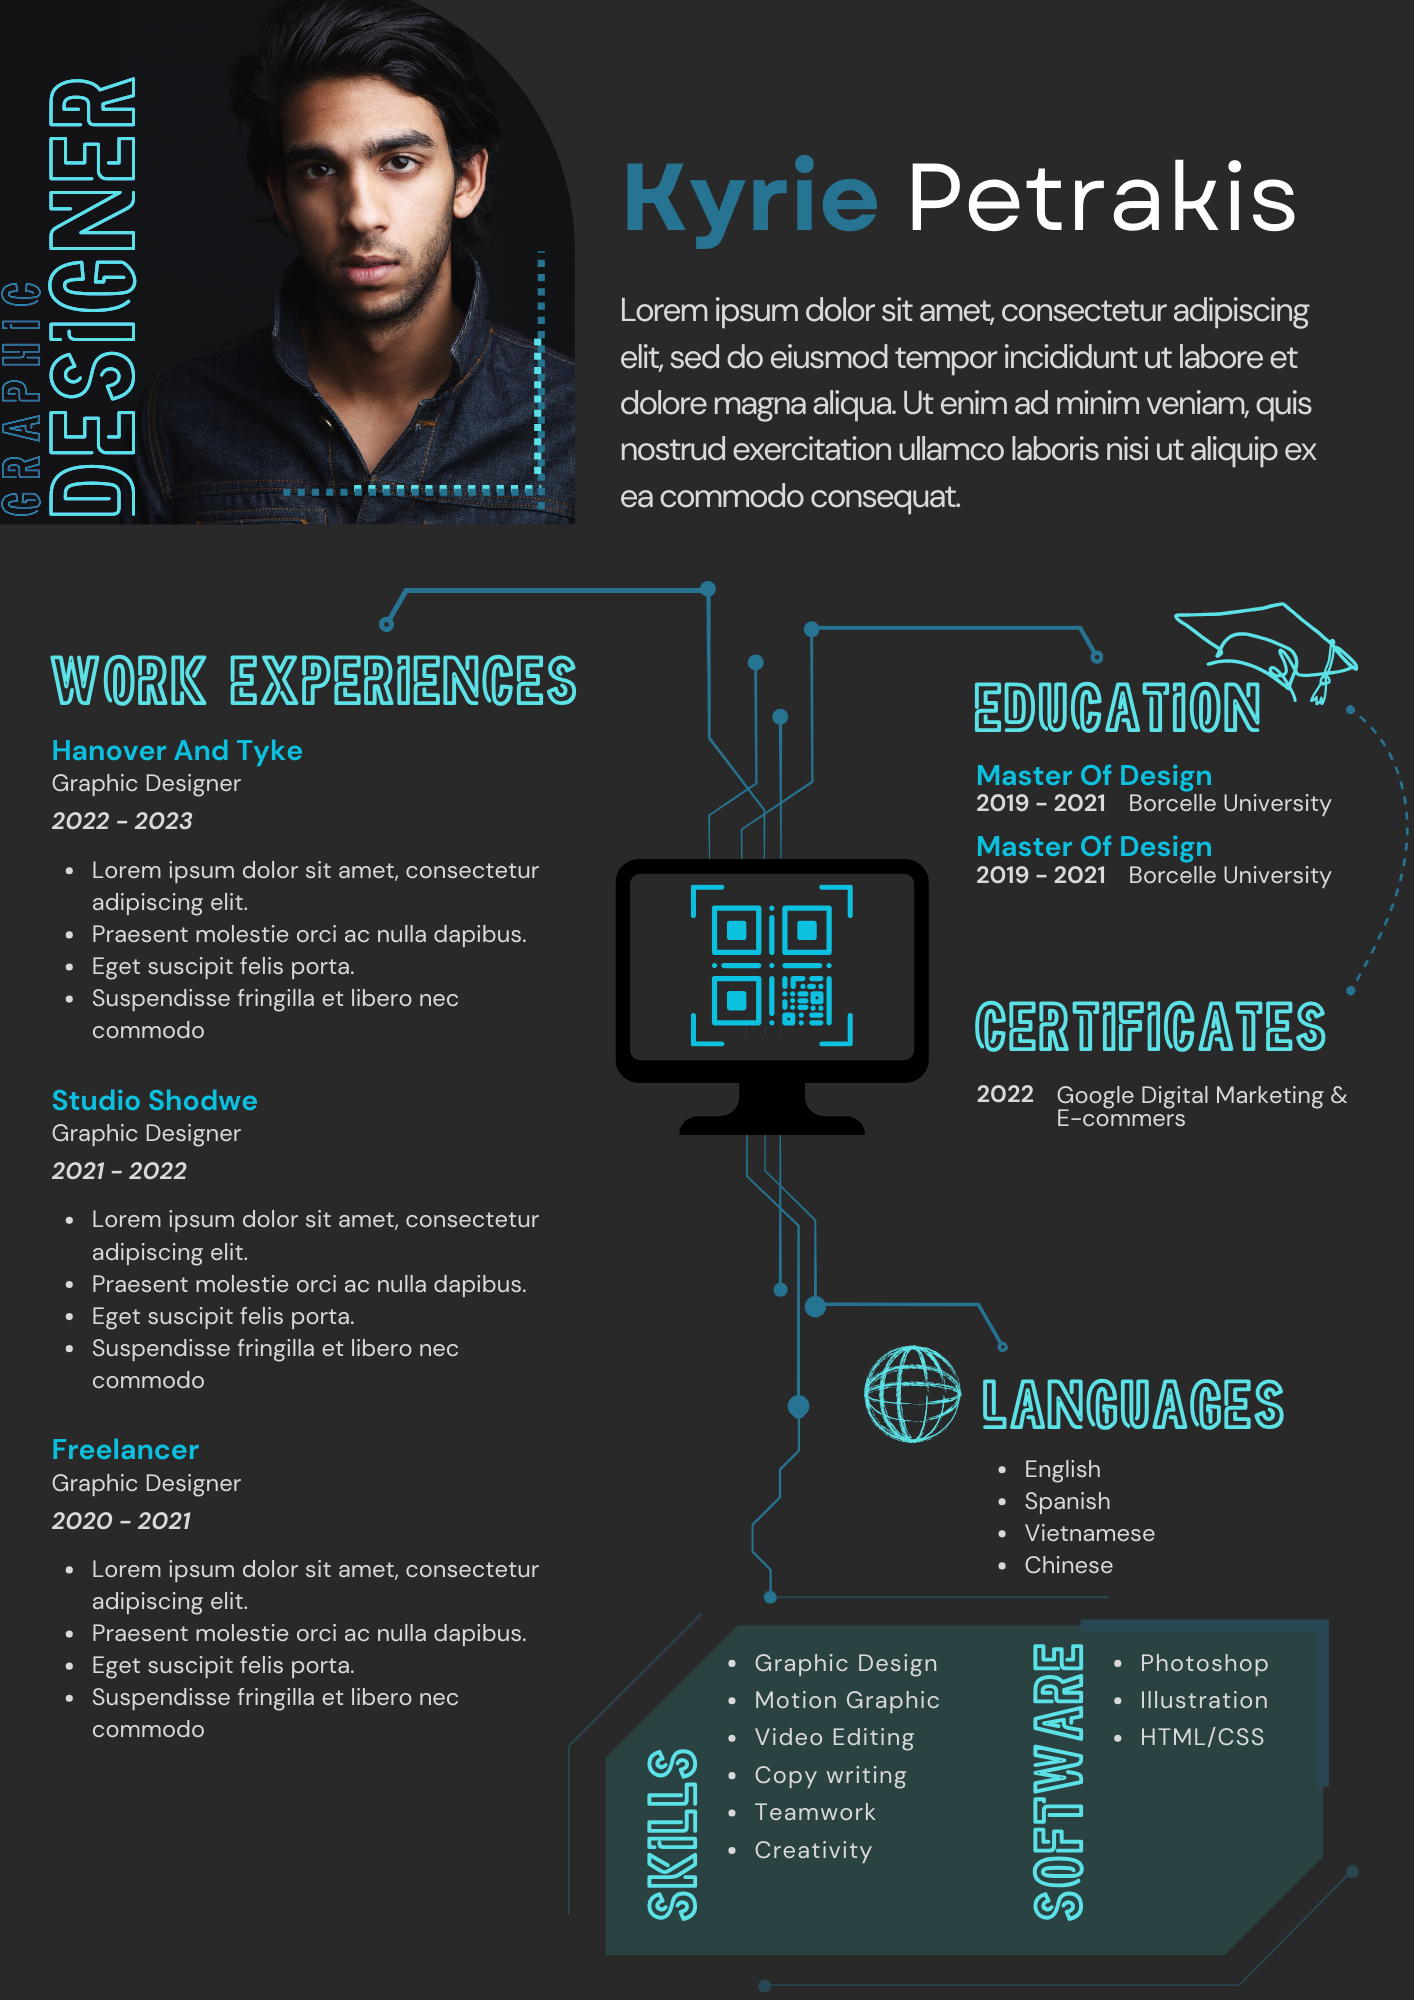 GRAPHIC
DESIGNER
Kyrie Petrakis
Lorem ipsum dolor sit amet, consectetur adipiscing
elit, sed do eiusmod tempor incididunt ut labore et
dolore magna aliqua. Ut enim ad minim veniam, quis
nostrud exercitation ullamco laboris nisi ut aliquip ex
ea commodo consequat.
WORK EXPERIENCES
Hanover And Tyke
Graphic Designer
2022 - 2023
• Lorem ipsum dolor sit amet, consectetur
adipiscing elit.
• Praesent molestie orci ac nulla dapibus.
• Eget suscipit felis porta.
• Suspendisse fringilla et libero nec
commodo
Studio Shodwe
Graphic Designer
2021 - 2022
• Lorem ipsum dolor sit amet, consectetur
adipiscing elit.
• Praesent molestie orci ac nulla dapibus.
• Eget suscipit felis porta.
• Suspendisse fringilla et libero nec
commodo
Freelancer
Graphic Designer
2020 - 2021
• Lorem ipsum dolor sit amet, consectetur
adipiscing elit.
• Praesent molestie orci ac nulla dapibus.
• Eget suscipit felis porta.
• Suspendisse fringilla et libero nec
commodo
EDUCATION
Master Of Design
2019 - 2021 Borcelle University
Master Of Design
2019 - 2021 Borcelle University
CERTIFICATES
2022 Google Digital Marketing &
E-commers
LANGUAGES
• English
• Spanish
• Vietnamese
• Chinese
SKILLS
• Graphic Design
• Motion Graphic
• Video Editing
• Copy writing
• Teamwork
• Creativity
SOFTWARE
• Photoshop
• Illustration
• HTML/CSS